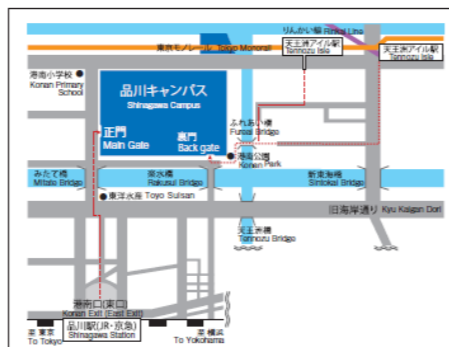 りんかい線 Rinkai Line
東京モノレール Tokyo Monorail
天王洲アイル駅
Tennozu Isle
天王洲アイル駅
Tennozu Isle
港南小学校
Konan Primary
School
品川キャンパス
Shinagawa Campus
正門
Main Gate
裏門
Back gate
ふれあい橋
Fureai Bridge
港南公園
Konan Park
みたて橋
Mitate Bridge
楽水橋
Rakusui Bridge
新東海橋
Sintokai Bridge
東洋水産 Toyo Suisan
旧海岸通り Kyu Kaigan Dori
天王洲橋
Tennozu Bridge
港南口(東口)
Konan Exit (East Exit)
至 東京
To Tokyo
品川駅(JR・京急)
Shinagawa Station
至 横浜
To Yokohama